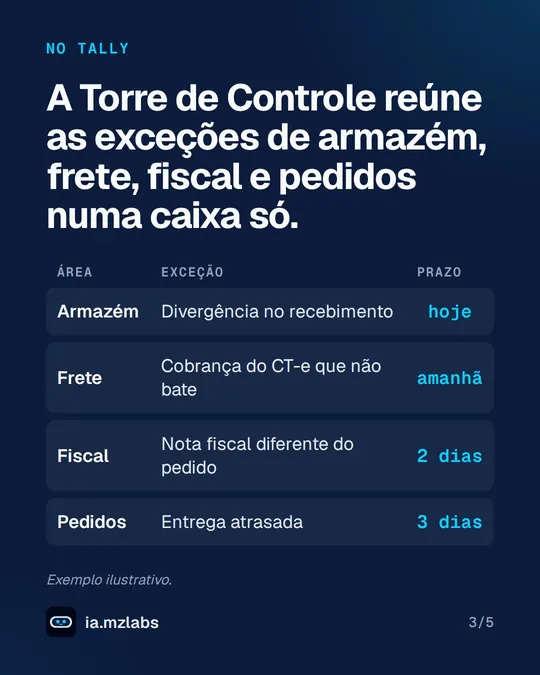 NO TALLY
A Torre de Controle reúne
as exceções de armazém,
frete, fiscal e pedidos
numa caixa só.
ÁREA EXCEÇÃO PRAZO
Armazém Divergência no recebimento hoje
Frete Cobrança do CT-e que não
bate amanhã
Fiscal Nota fiscal diferente do
pedido 2 dias
Pedidos Entrega atrasada 3 dias
Exemplo ilustrativo.
ia.mzlabs 3/5